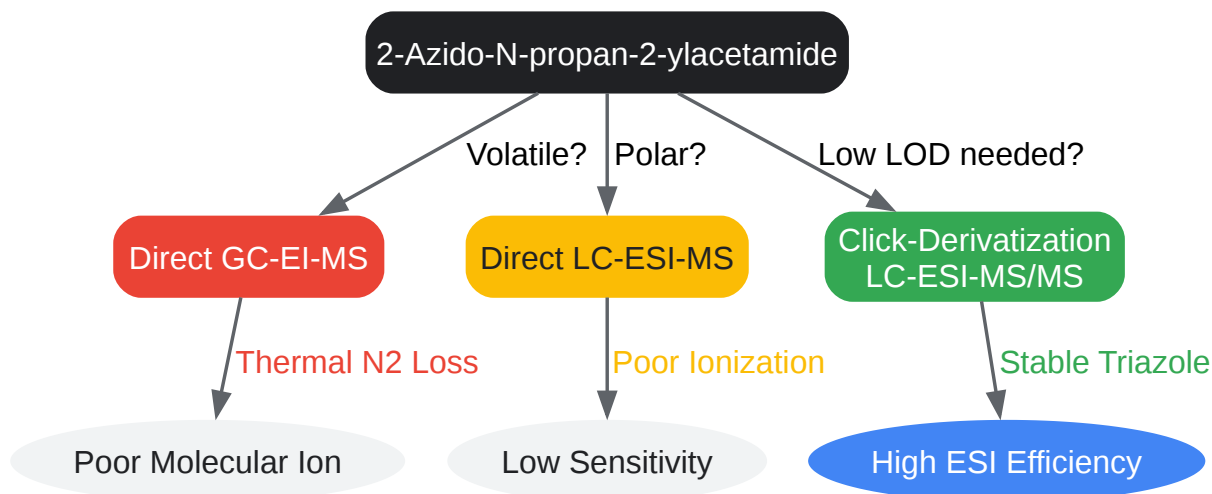 2-Azido-N-propan-2-ylacetamide
Volatile?
Polar?
Low LOD needed?
Direct GC-EI-MS
Direct LC-ESI-MS
Click-Derivatization
LC-ESI-MS/MS
Thermal N2 Loss
Poor Ionization
Stable Triazole
Poor Molecular Ion
Low Sensitivity
High ESI Efficiency